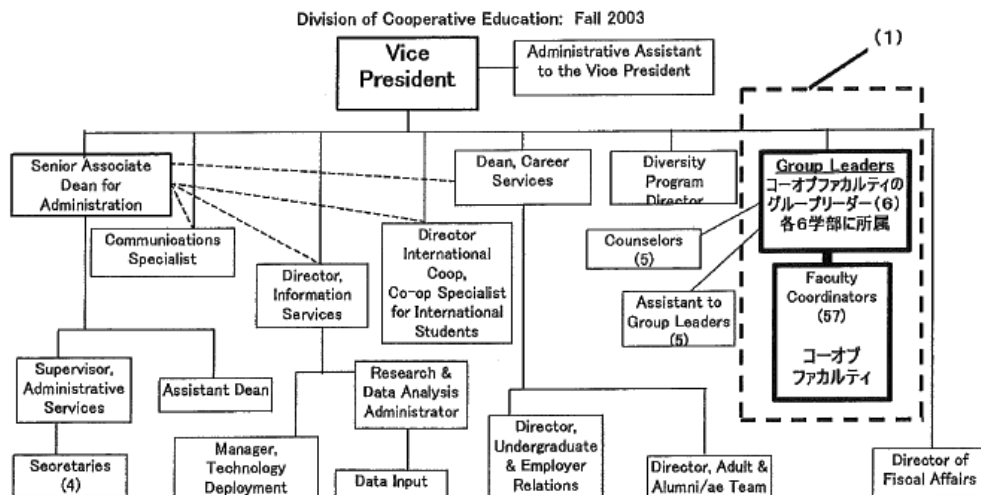 Division of Cooperative Education: Fall 2003
(1)
Vice
President
Administrative Assistant
to the Vice President
Senior Associate
Dean for
Administration
Dean, Career
Services
Diversity
Program
Director
Group Leaders
コーオプファカルティの
グループリーダー(6)
各6学部に所属
Communications
Specialist
Director,
Information
Services
Director
International
Coop,
Co-op Specialist
for International
Students
Counselors
(5)
Assistant to
Group Leaders
(5)
Faculty
Coordinators
(57)
コーオプ
ファカルティ
Supervisor,
Administrative
Services
Assistant Dean
Research &
Data Analysis
Administrator
Secretaries
(4)
Manager,
Technology
Deployment
Data Input
Director,
Undergraduate
& Employer
Relations
Director, Adult &
Alumni/ae Team
Director of
Fiscal Affairs